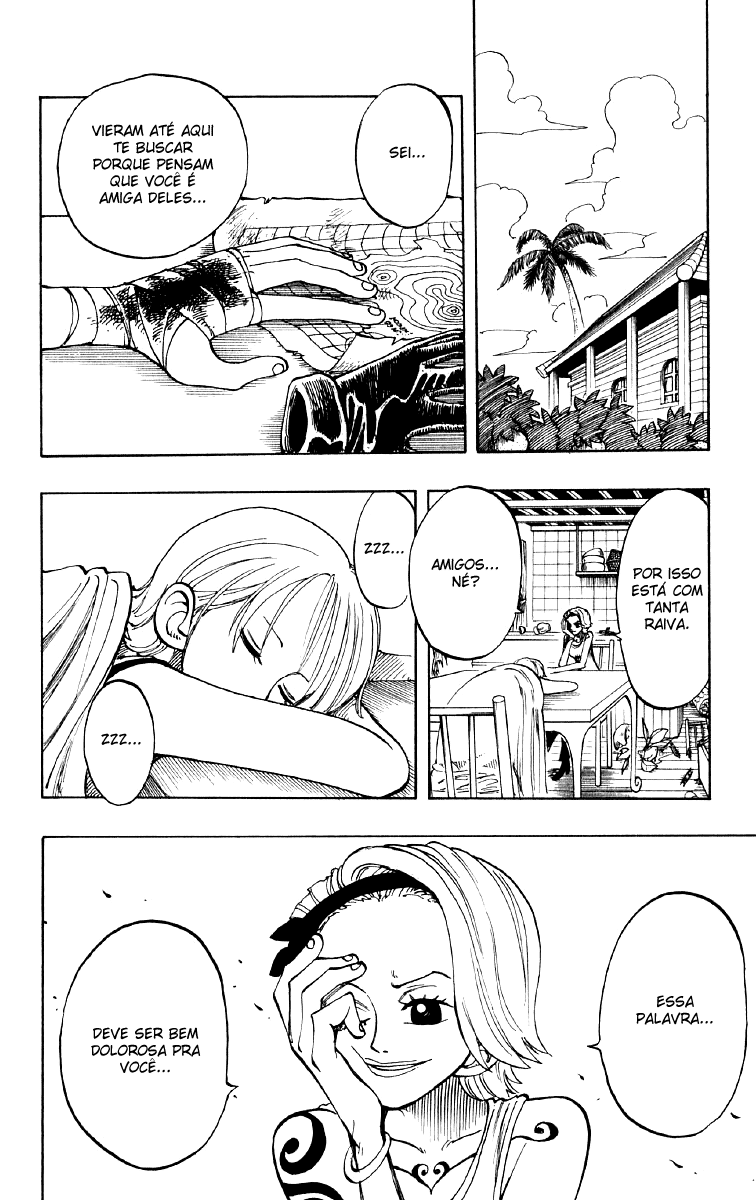 SEI...
VIERAM ATÉ AQUI
TE BUSCAR
PORQUE PENSAM
QUE VOCÊ É
AMIGA DELES...
POR ISSO
ESTÁ COM
TANTA
RAIVA.
AMIGOS...
NÉ?
ZZZ...
ZZZ...
ESSA
PALAVRA...
DEVE SER BEM
DOLOROSA PRA
VOCÊ...